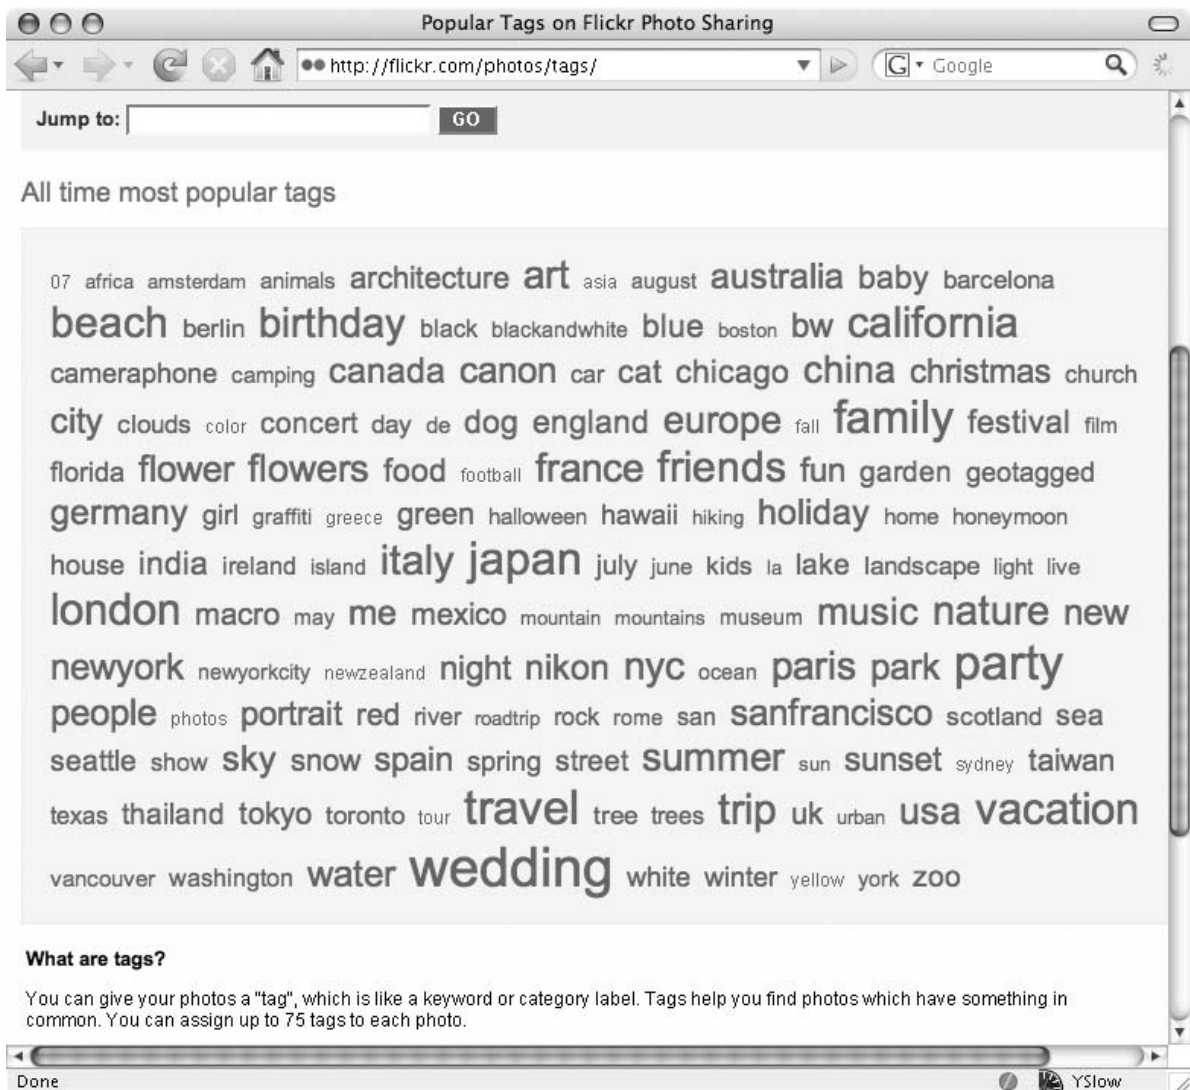 Popular Tags on Flickr Photo Sharing
http://flickr.com/photos/tags/ G Google
Jump to: GO
All time most popular tags
07 africa amsterdam animals architecture art asia august australia baby barcelona
beach berlin birthday black blackandwhite blue boston bw california
cameraphone camping canada canon car cat chicago china christmas church
city clouds color concert day de dog england europe fall family festival film
florida flower flowers food football france friends fun garden geotagged
germany girl graffiti greece green halloween hawaii hiking holiday home honeymoon
house india ireland island italy japan july june kids la lake landscape light live
london macro may me mexico mountain mountains museum music nature new
newyork newyorkcity newzealand night nikon nyc ocean paris park party
people photos portrait red river roadtrip rock rome san sanfrancisco scotland sea
seattle show sky snow spain spring street summer sun sunset sydney taiwan
texas thailand tokyo toronto tour travel tree trees trip uk urban usa vacation
vancouver washington water wedding white winter yellow york zoo
What are tags?
You can give your photos a "tag", which is like a keyword or category label. Tags help you find photos which have something in
common. You can assign up to 75 tags to each photo.
Done YSlow